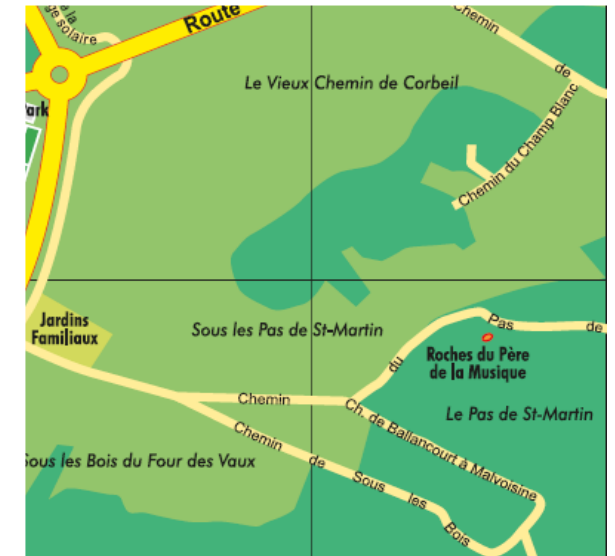 à la
ge solaire
Route
Chemin
de
Le Vieux Chemin de Corbeil
Park
Chemin du Champ Blanc
Jardins
Familiaux
Sous les Pas de St-Martin
Pas
de
du
Roches du Père
de la Musique
Chemin
Ch. de Ballancourt à Malvoisine
Le Pas de St-Martin
Chemin
de
Sous
les
Bois
Sous les Bois du Four des Vaux